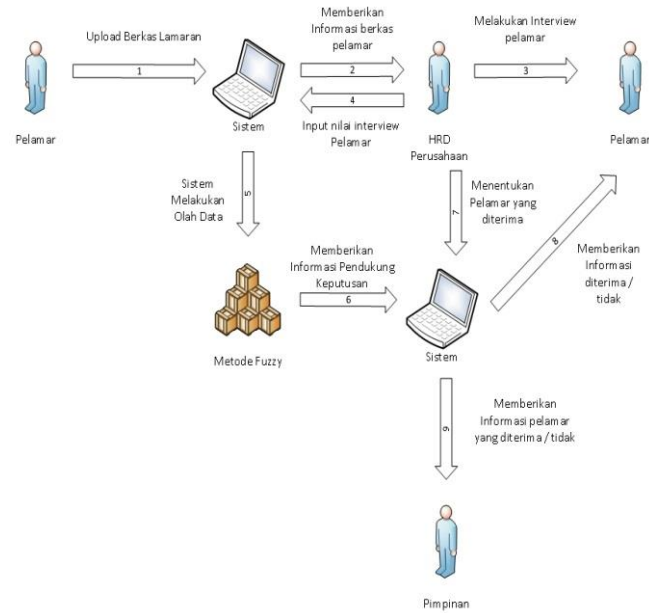 Upload Berkas Lamaran
1
Pelamar
Sistem
Memberikan
Informasi berkas
pelamar
2
4
Input nilai interview
Pelamar
HRD
Perusahaan
Melakukan Interview
pelamar
3
Pelamar
Sistem
Melakukan
Olah Data
5
Menentukan
Pelamar yang
diterima
7
8
Memberikan
Informasi
diterima /
tidak
Memberikan
Informasi Pendukung
Keputusan
6
Metode Fuzzy
Sistem
9
Memberikan
Informasi pelamar
yang diterima / tidak
Pimpinan